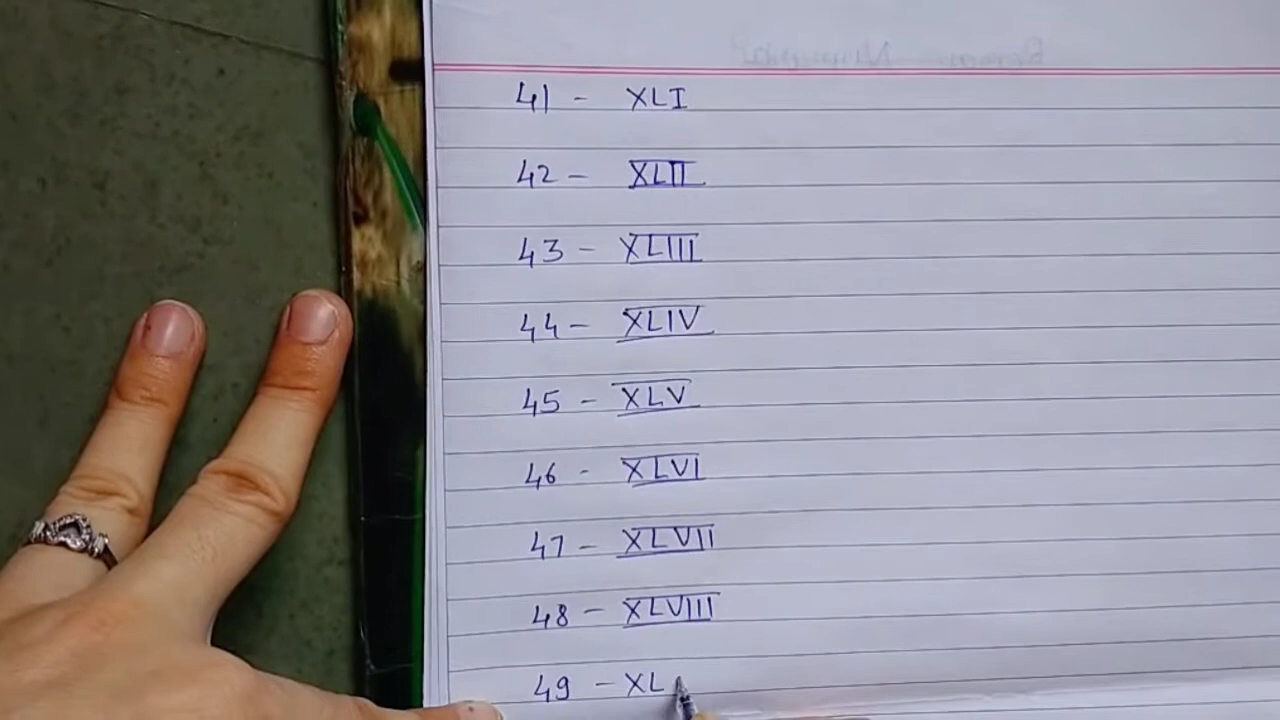 41 - XLI
42 - XLII
43 - XLIII
44 - XLIV
45 - XLV
46 - XLVI
47 - XLVII
48 - XLVIII
49 - XL